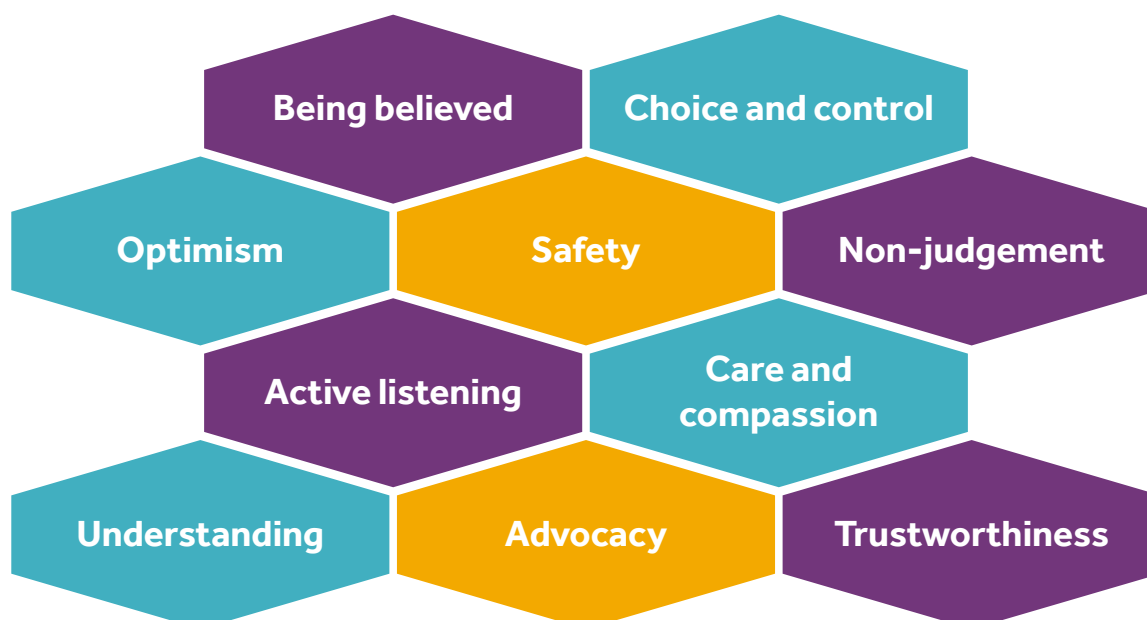 Being believed
Choice and control
Optimism
Safety
Non-judgement
Active listening
Care and
compassion
Understanding
Advocacy
Trustworthiness